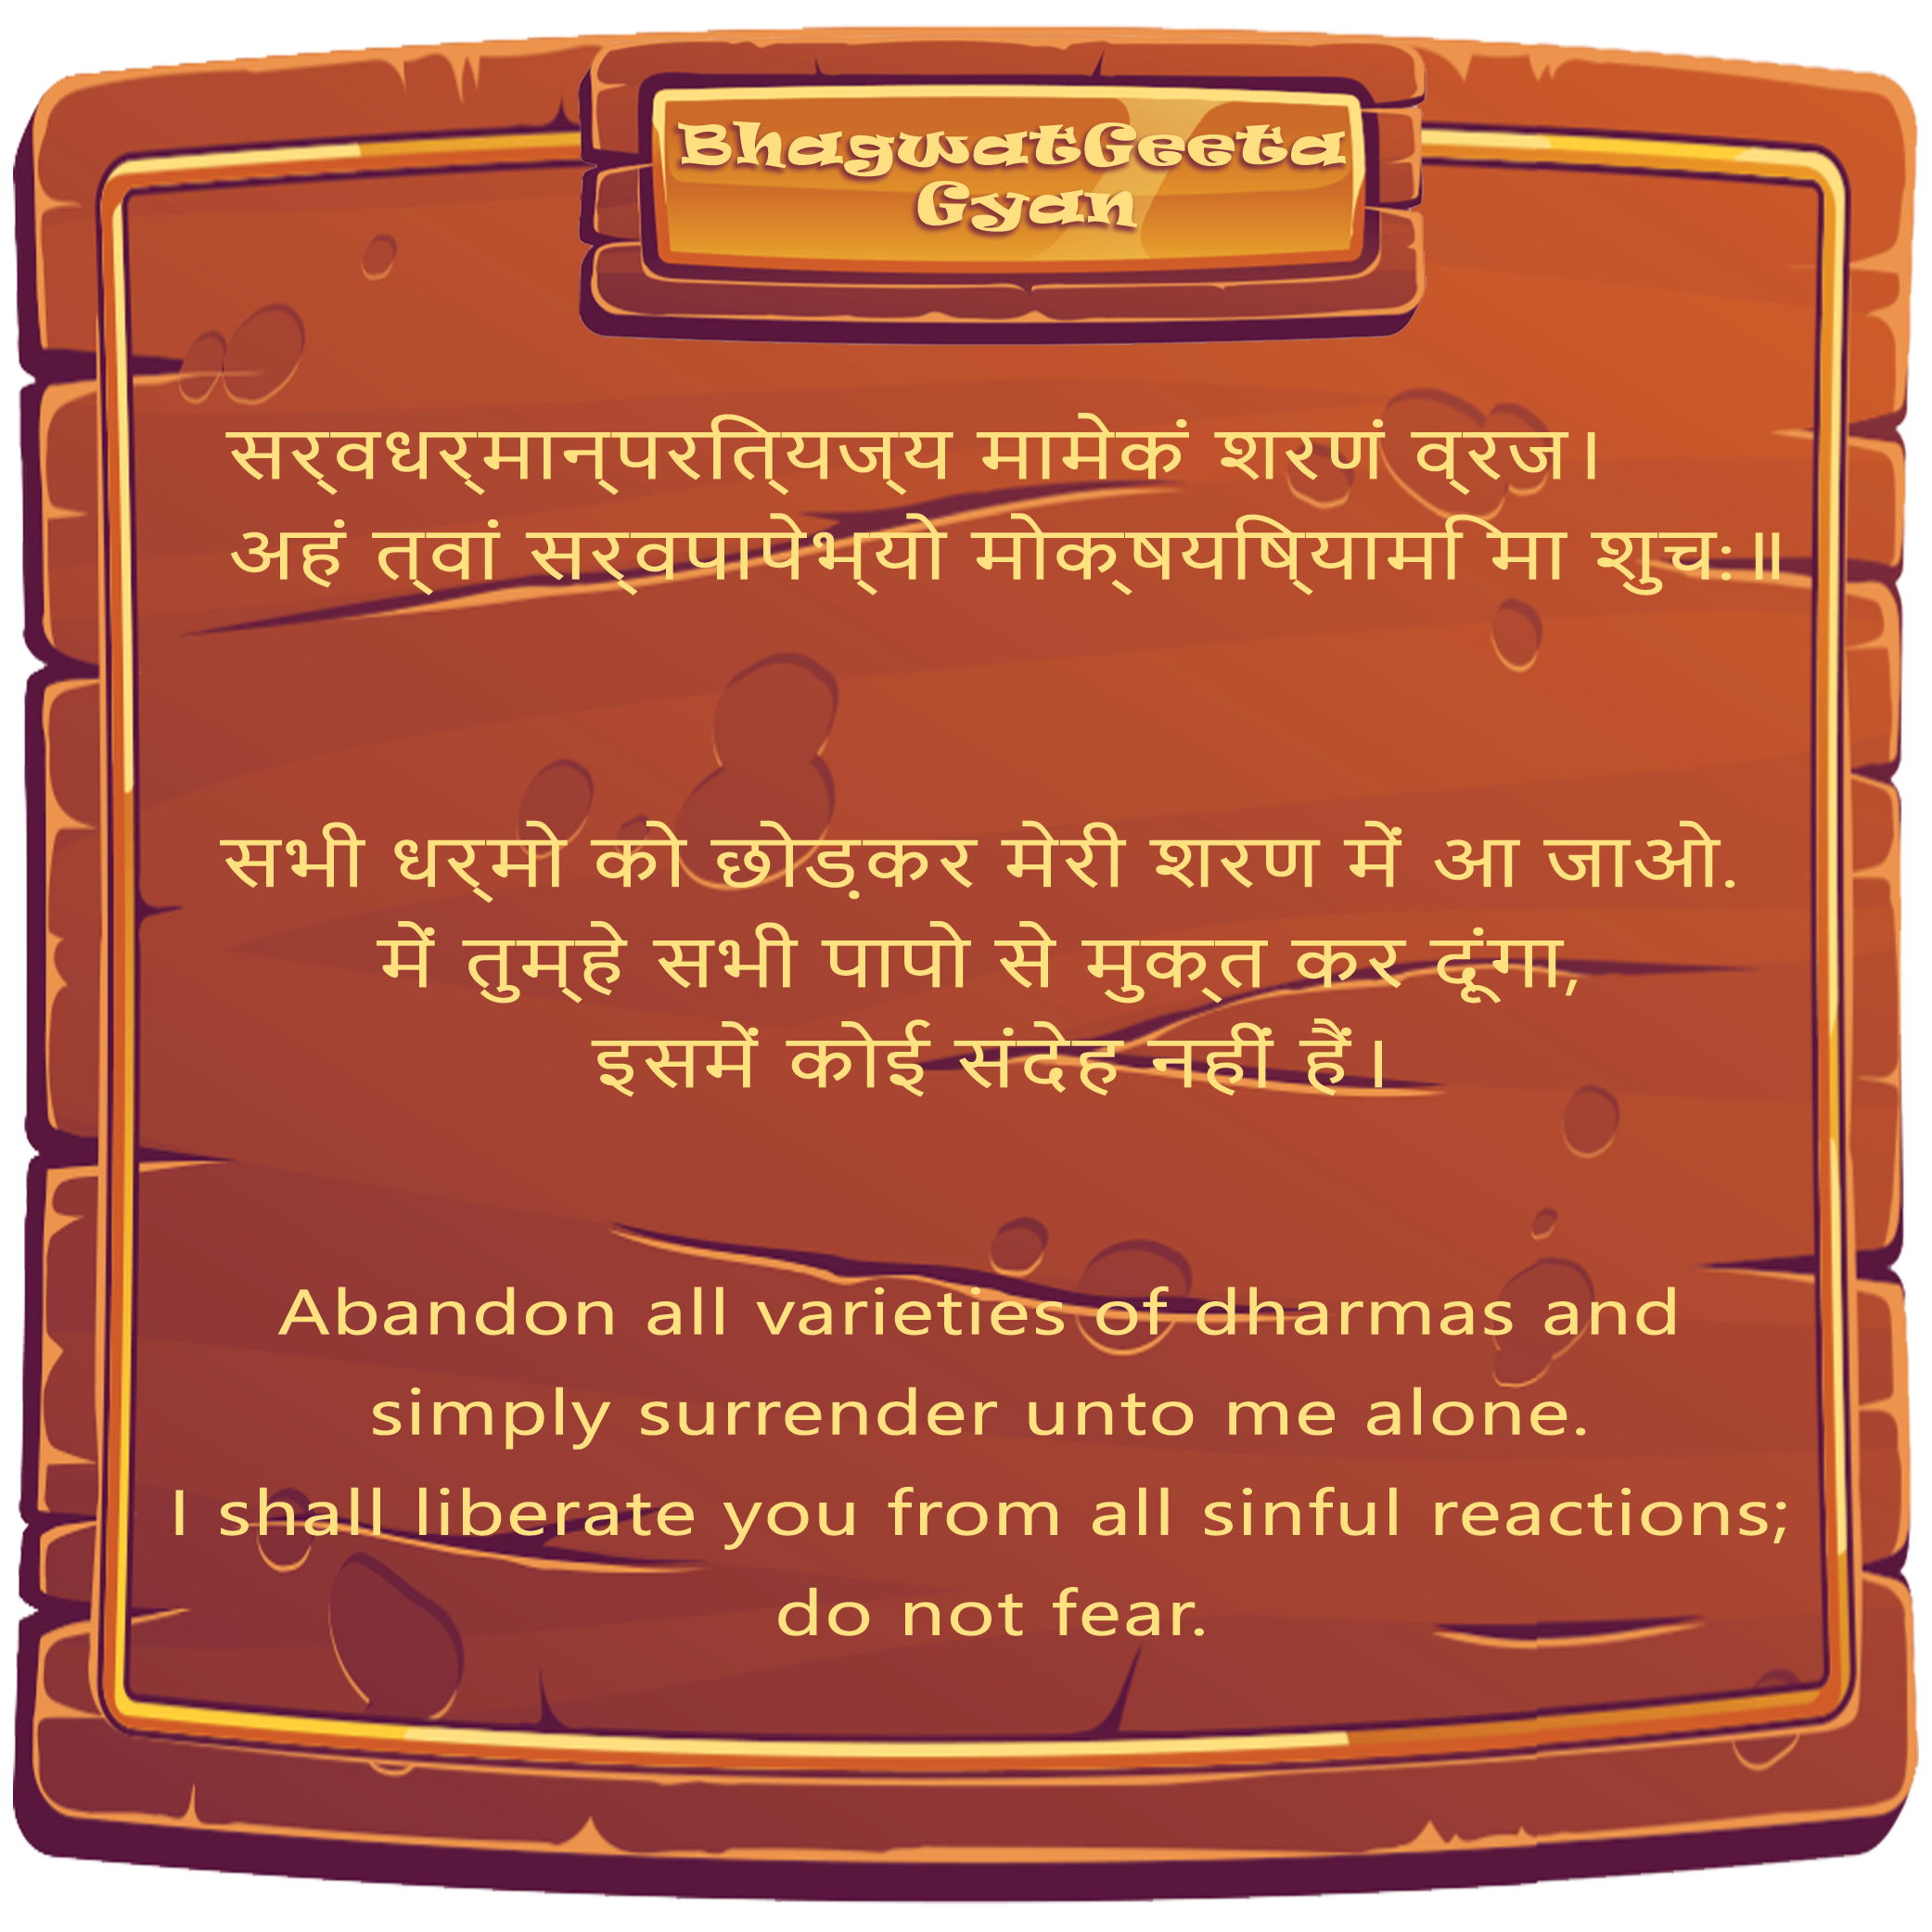 BhagwatGeeta
Gyan
सर्वधर्मान्परित्यज्य मामेकं शरणं व्रज।
अहं त्वां सर्वपापेभ्यो मोक्षयिष्यामि मा शुचः॥
सभी धर्मो को छोड़कर मेरी शरण में आ जाओ.
में तुम्हे सभी पापो से मुक्त कर दूंगा,
इसमें कोई संदेह नहीं हैं।
Abandon all varieties of dharmas and
simply surrender unto me alone.
I shall liberate you from all sinful reactions;
do not fear.